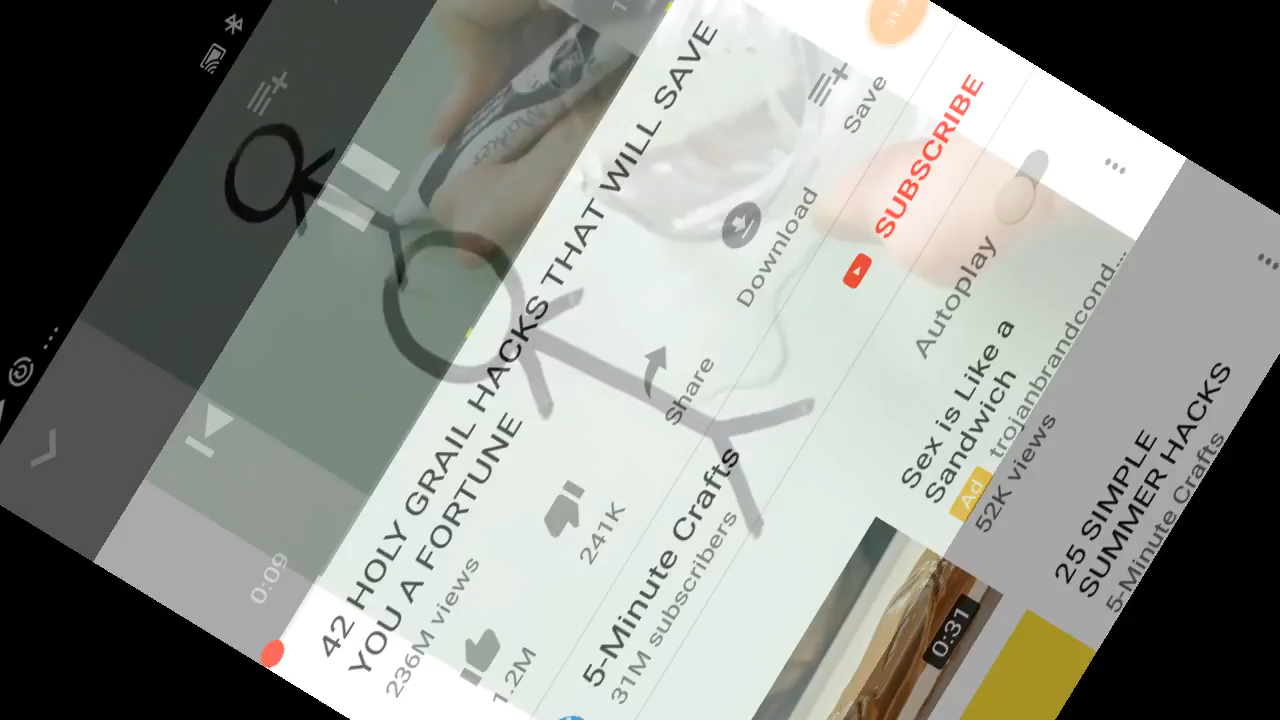 0:09
42 HOLY GRAIL HACKS THAT WILL SAVE
YOU A FORTUNE
236M views
1.2M
241K
Share
Download
Save
5-Minute Crafts
31M subscribers
SUBSCRIBE
Autoplay
Sex is Like a
Sandwich
Ad trojanbrandcond...
52K views
0:31
25 SIMPLE
SUMMER HACKS
5-Minute Crafts
Marker